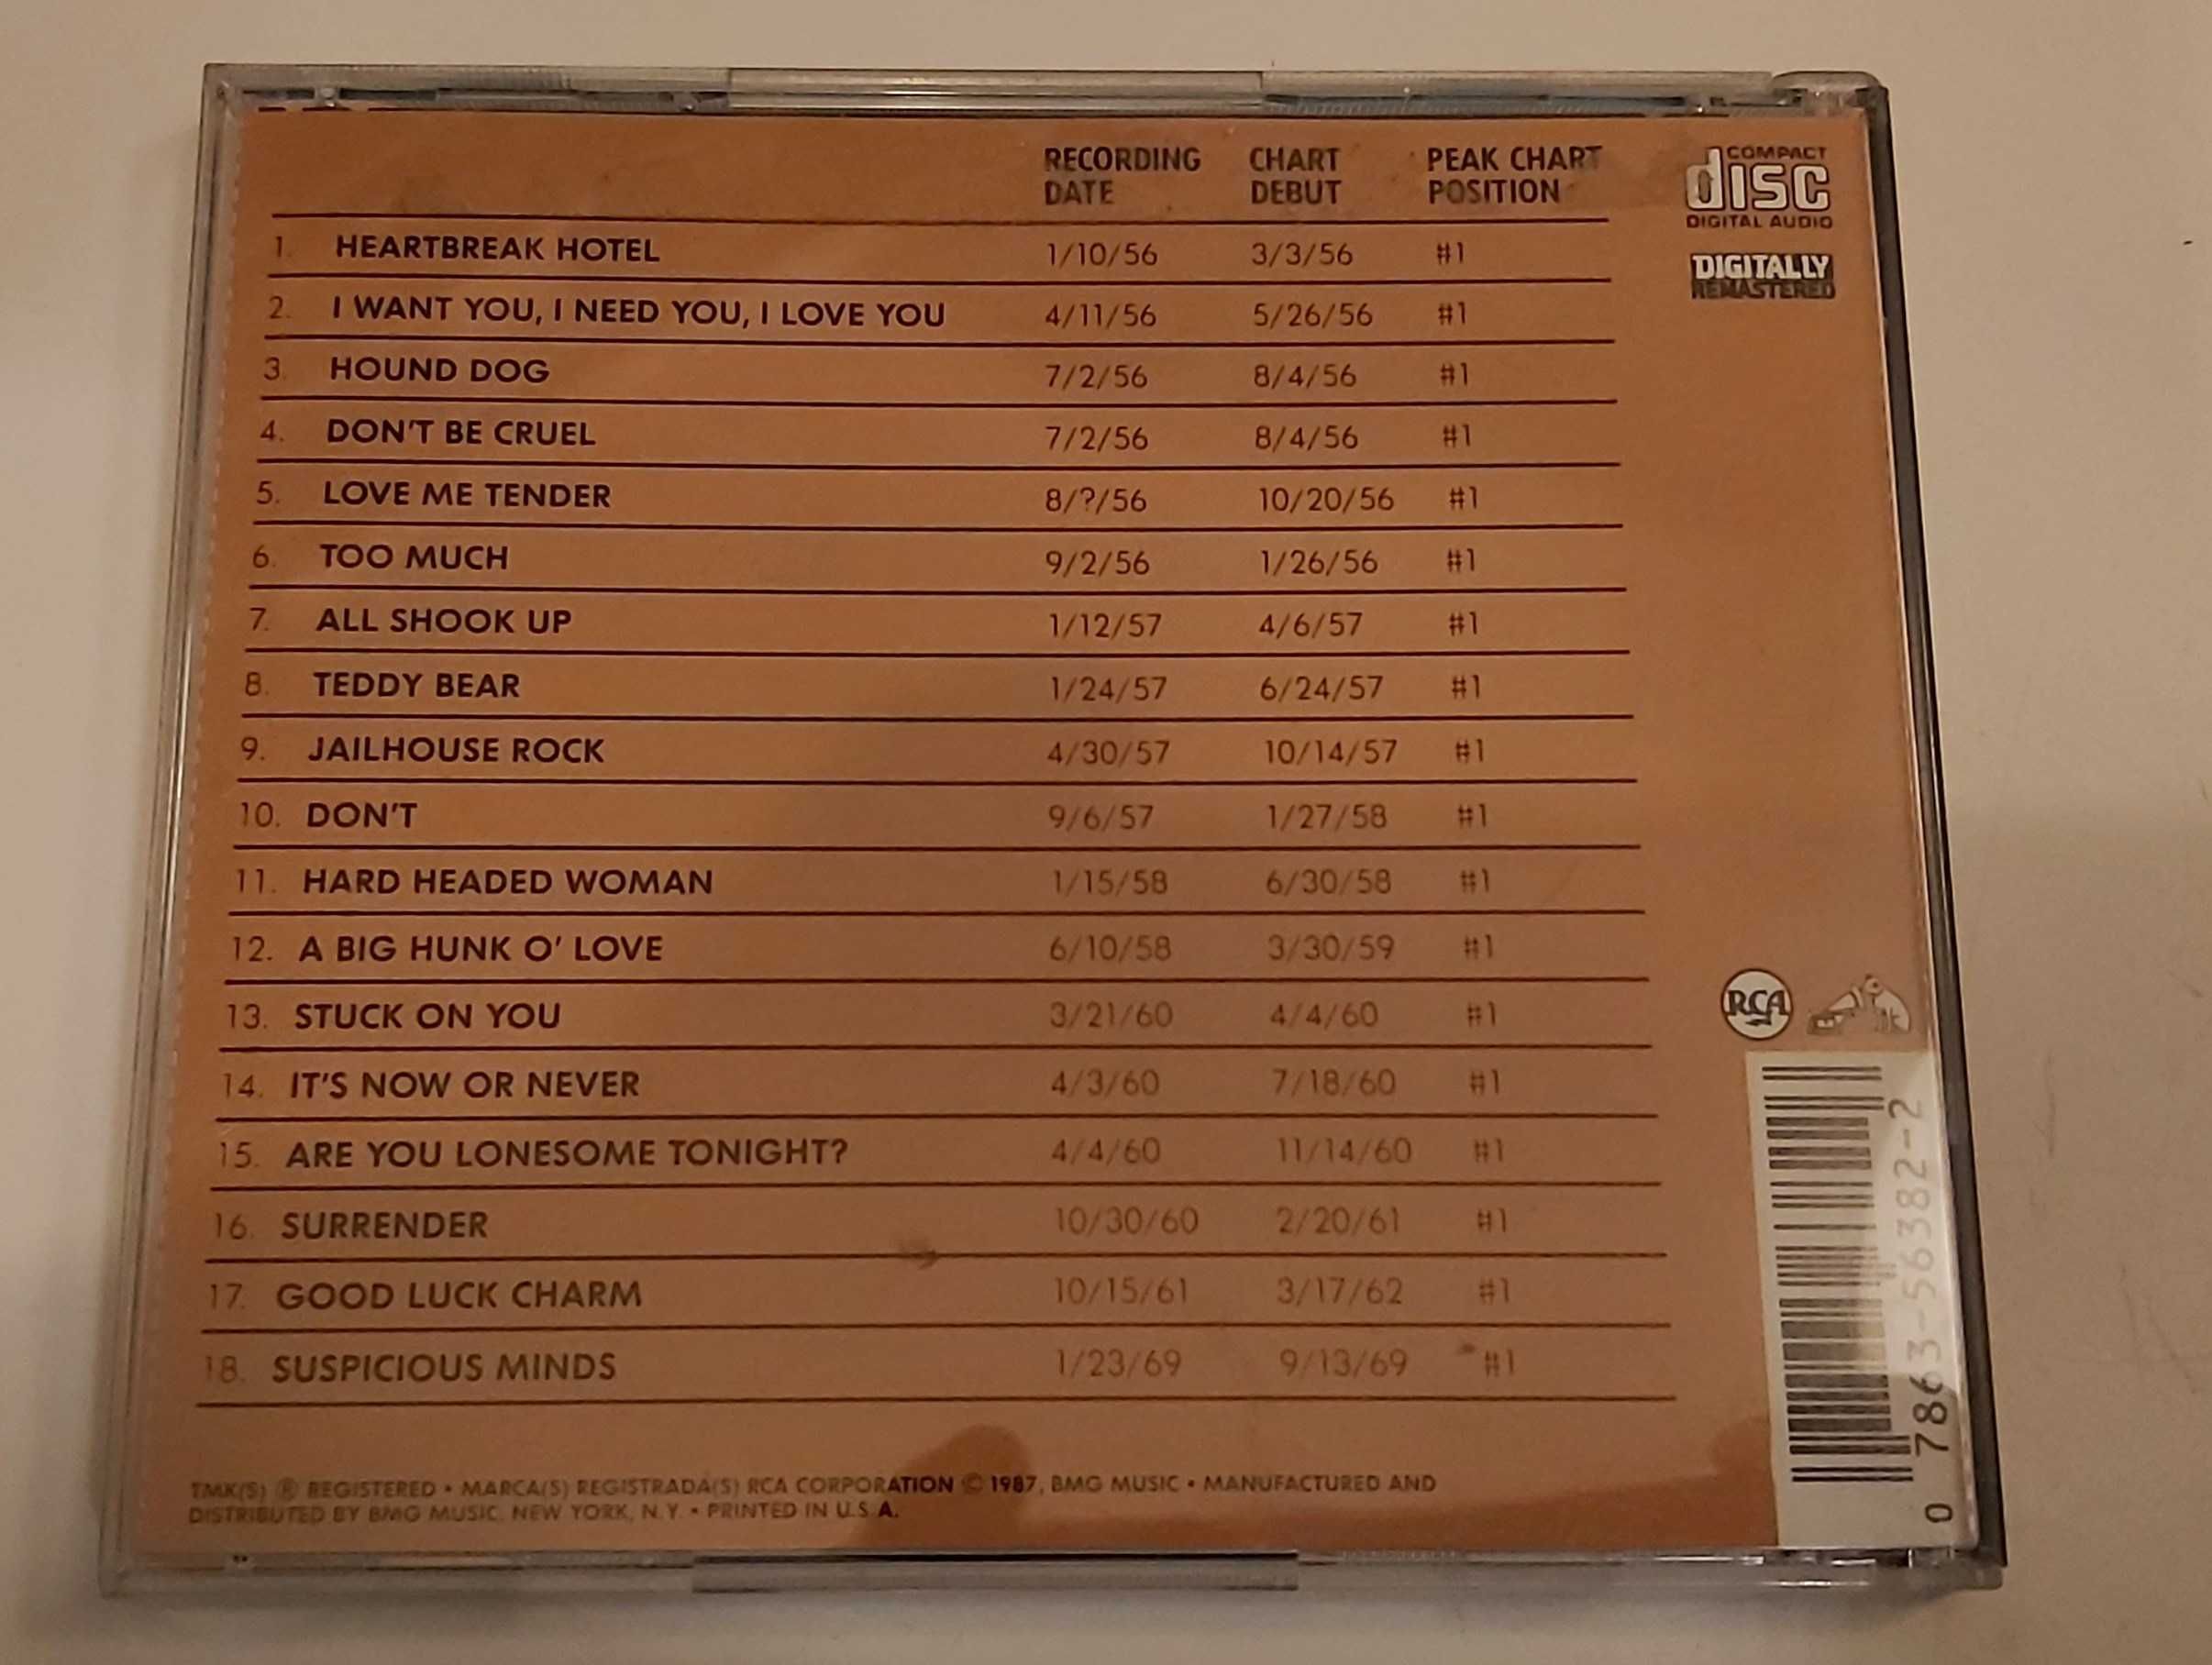 RECORDING DATE CHART DEBUT PEAK CHART POSITION
1. HEARTBREAK HOTEL 1/10/56 3/3/56 #1
2. I WANT YOU, I NEED YOU, I LOVE YOU 4/11/56 5/26/56 #1
3. HOUND DOG 7/2/56 8/4/56 #1
4. DON'T BE CRUEL 7/2/56 8/4/56 #1
5. LOVE ME TENDER 8/?/56 10/20/56 #1
6. TOO MUCH 9/2/56 1/26/56 #1
7. ALL SHOOK UP 1/12/57 4/6/57 #1
8. TEDDY BEAR 1/24/57 6/24/57 #1
9. JAILHOUSE ROCK 4/30/57 10/14/57 #1
10. DON'T 9/6/57 1/27/58 #1
11. HARD HEADED WOMAN 1/15/58 6/30/58 #1
12. A BIG HUNK O' LOVE 6/10/58 3/30/59 #1
13. STUCK ON YOU 3/21/60 4/4/60 #1
14. IT'S NOW OR NEVER 4/3/60 7/18/60 #1
15. ARE YOU LONESOME TONIGHT? 4/4/60 11/14/60 #1
16. SURRENDER 10/30/60 2/20/61 #1
17. GOOD LUCK CHARM 10/15/61 3/17/62 #1
18. SUSPICIOUS MINDS 1/23/69 9/13/69 #1
TMK(S) ® REGISTERED • MARCA(S) REGISTRADA(S) RCA CORPORATION © 1987, BMG MUSIC • MANUFACTURED AND
DISTRIBUTED BY BMG MUSIC, NEW YORK, N.Y. • PRINTED IN U.S.A.
COMPACT
disc
DIGITAL AUDIO
DIGITALLY
REMASTERED
RCA
0 7863-56382-2